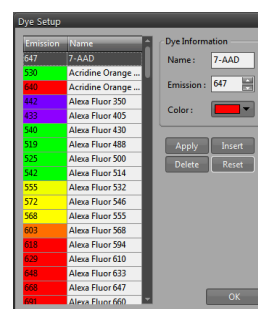 Dye Setup
Emission Name
647 7-AAD
530 Acridine Orange ...
640 Acridine Orange ...
442 Alexa Fluor 350
433 Alexa Fluor 405
540 Alexa Fluor 430
519 Alexa Fluor 488
525 Alexa Fluor 500
542 Alexa Fluor 514
555 Alexa Fluor 532
572 Alexa Fluor 546
568 Alexa Fluor 555
603 Alexa Fluor 568
618 Alexa Fluor 594
629 Alexa Fluor 610
648 Alexa Fluor 633
668 Alexa Fluor 647
691 Alexa Fluor 660
Dye Information
Name : 7-AAD
Emission : 647
Color :
Apply Insert
Delete Reset
OK